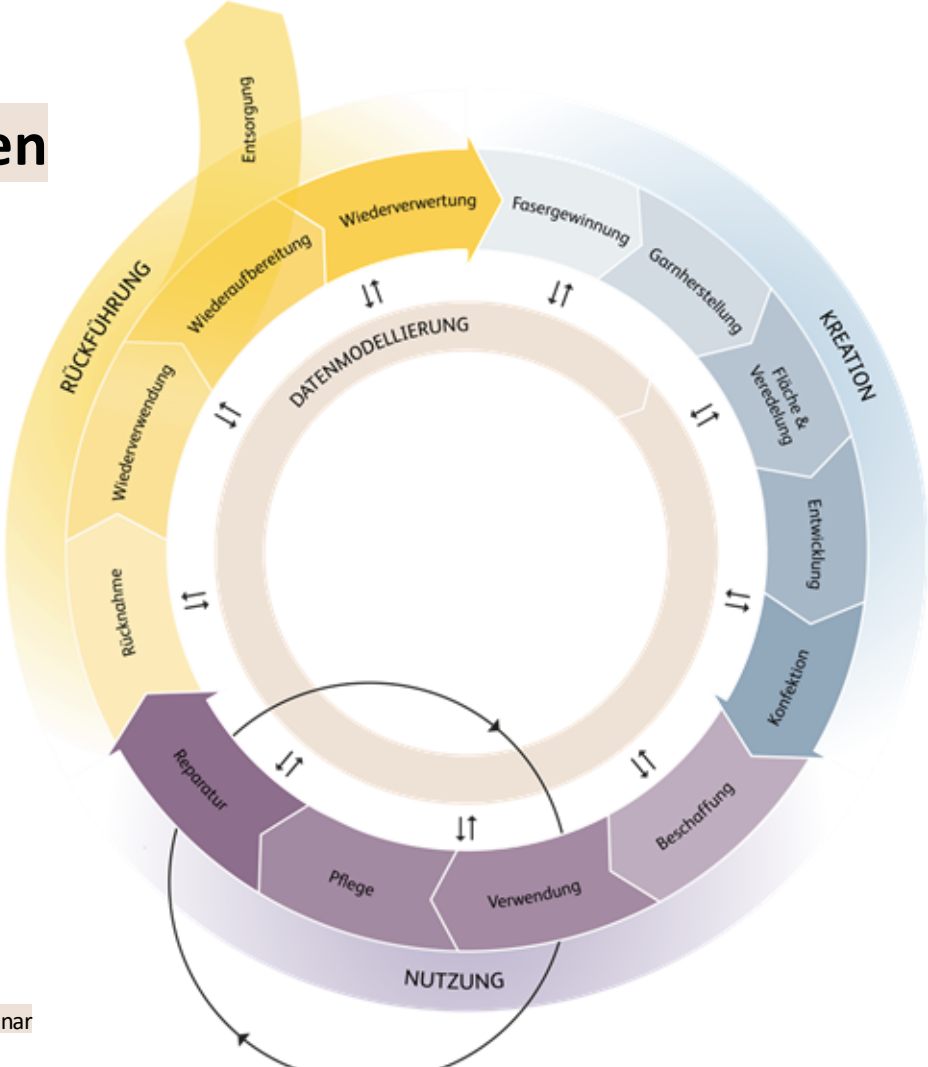 en
Entsorgung
Wiederverwertung
Fasergewinnung
Garnherstellung
Fläche &
Veredelung
Entwicklung
Konfektion
KREATION
Beschaffung
Verwendung
Pflege
Reparatur
NUTZUNG
Rücknahme
Wiederverwendung
Wiederaufbereitung
RÜCKFÜHRUNG
DATENMODELLIERUNG
nar